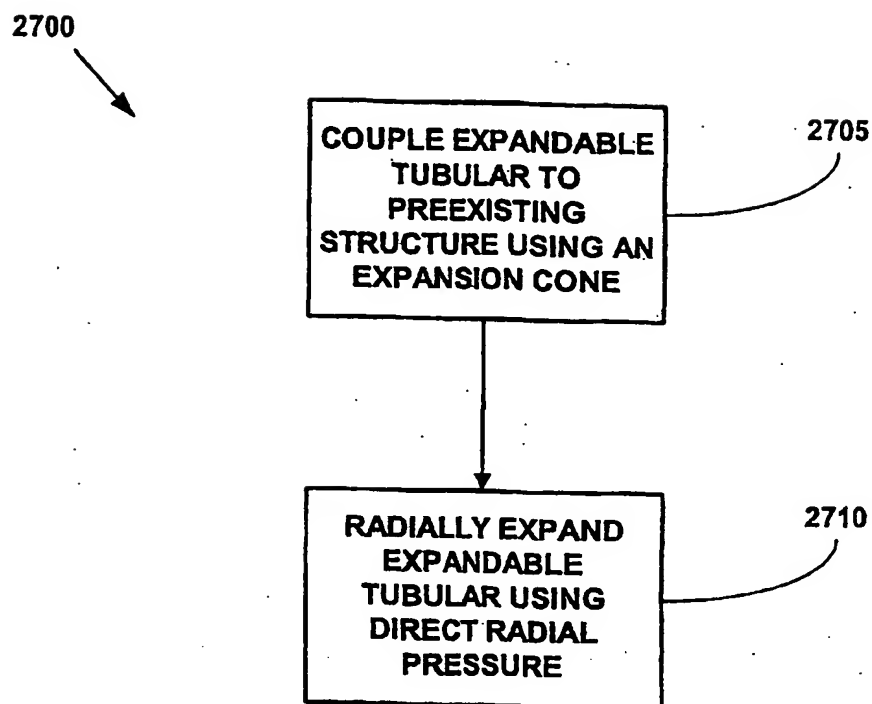 2700
COUPLE EXPANDABLE
TUBULAR TO
PREEXISTING
STRUCTURE USING AN
EXPANSION CONE
2705
RADIALLY EXPAND
EXPANDABLE
TUBULAR USING
DIRECT RADIAL
PRESSURE
2710